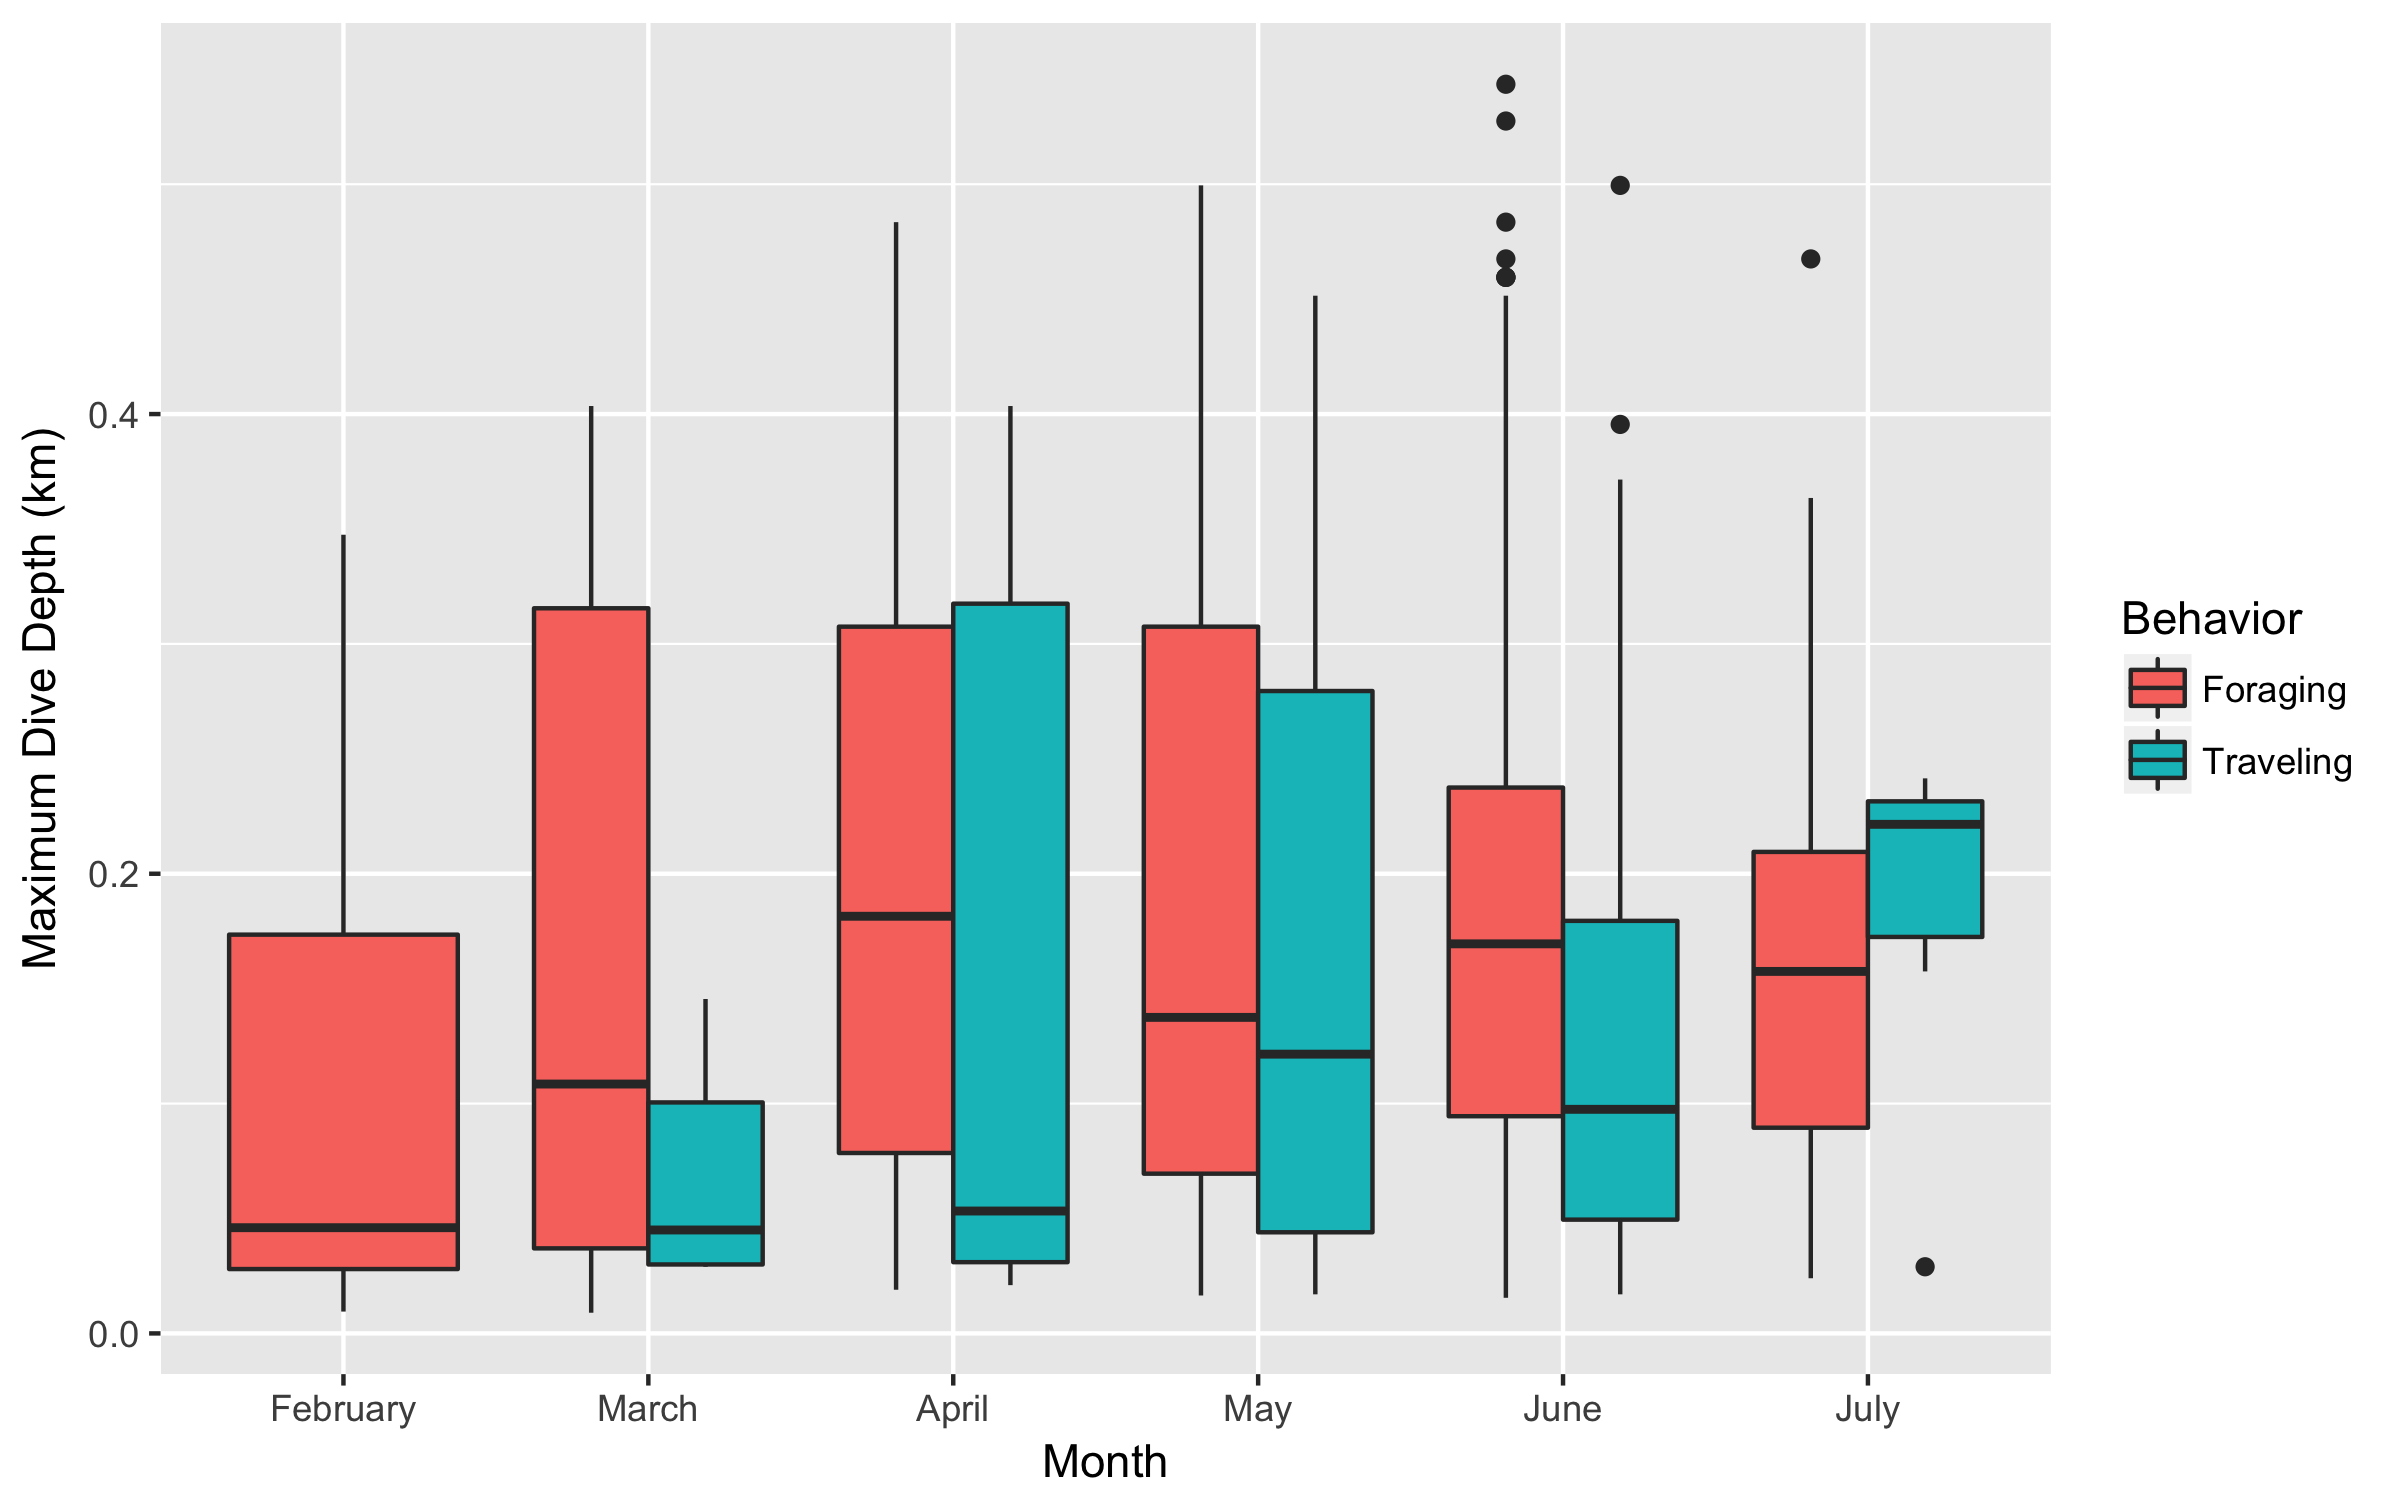 Maximum Dive Depth (km)
0.4
0.2
0.0
February March April May June July
Month
Behavior
Foraging
Traveling